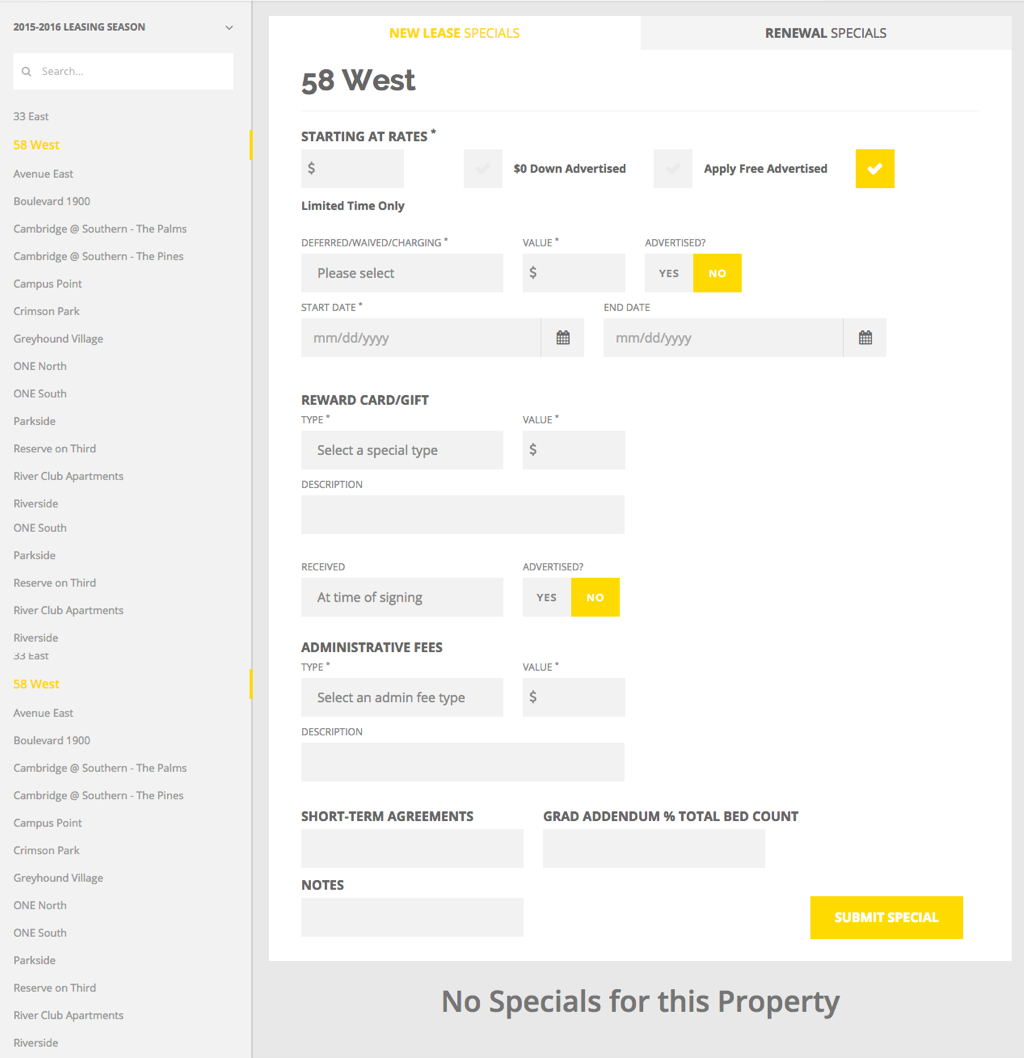 2015-2016 LEASING SEASON
Search...
33 East
58 West
Avenue East
Boulevard 1900
Cambridge @ Southern - The Palms
Cambridge @ Southern - The Pines
Campus Point
Crimson Park
Greyhound Village
ONE North
ONE South
Parkside
Reserve on Third
River Club Apartments
Riverside
ONE South
Parkside
Reserve on Third
River Club Apartments
Riverside
33 East
58 West
Avenue East
Boulevard 1900
Cambridge @ Southern - The Palms
Cambridge @ Southern - The Pines
Campus Point
Crimson Park
Greyhound Village
ONE North
ONE South
Parkside
Reserve on Third
River Club Apartments
Riverside
NEW LEASE SPECIALS RENEWAL SPECIALS
58 West
STARTING AT RATES *
$ $0 Down Advertised Apply Free Advertised
Limited Time Only
DEFERRED/WAIVED/CHARGING * VALUE * ADVERTISED?
Please select $ YES NO
START DATE * END DATE
mm/dd/yyyy mm/dd/yyyy
REWARD CARD/GIFT
TYPE * VALUE *
Select a special type $
DESCRIPTION
RECEIVED ADVERTISED?
At time of signing YES NO
ADMINISTRATIVE FEES
TYPE * VALUE *
Select an admin fee type $
DESCRIPTION
SHORT-TERM AGREEMENTS GRAD ADDENDUM % TOTAL BED COUNT
NOTES
SUBMIT SPECIAL
No Specials for this Property